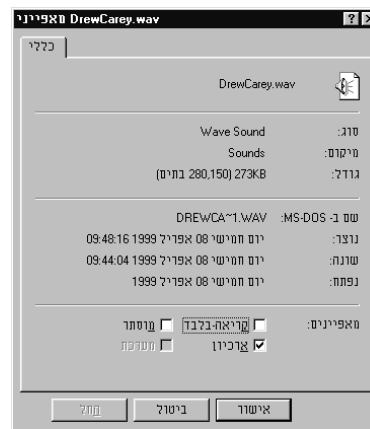 מאפייני DrewCarey.wav
כללי
DrewCarey.wav
סוג: Wave Sound
מיקום: Sounds
גודל: 273KB (280,150 בתים)
שם ב- MS-DOS: DREWCA~1.WAV
נוצר: יום חמישי 08 אפריל 1999 09:48:16
שונה: יום חמישי 08 אפריל 1999 09:44:04
נפתח: יום חמישי 08 אפריל 1999
מאפיינים: קריאה-בלבד מוסתר
ארכיון מערכת
אישור ביטול החל